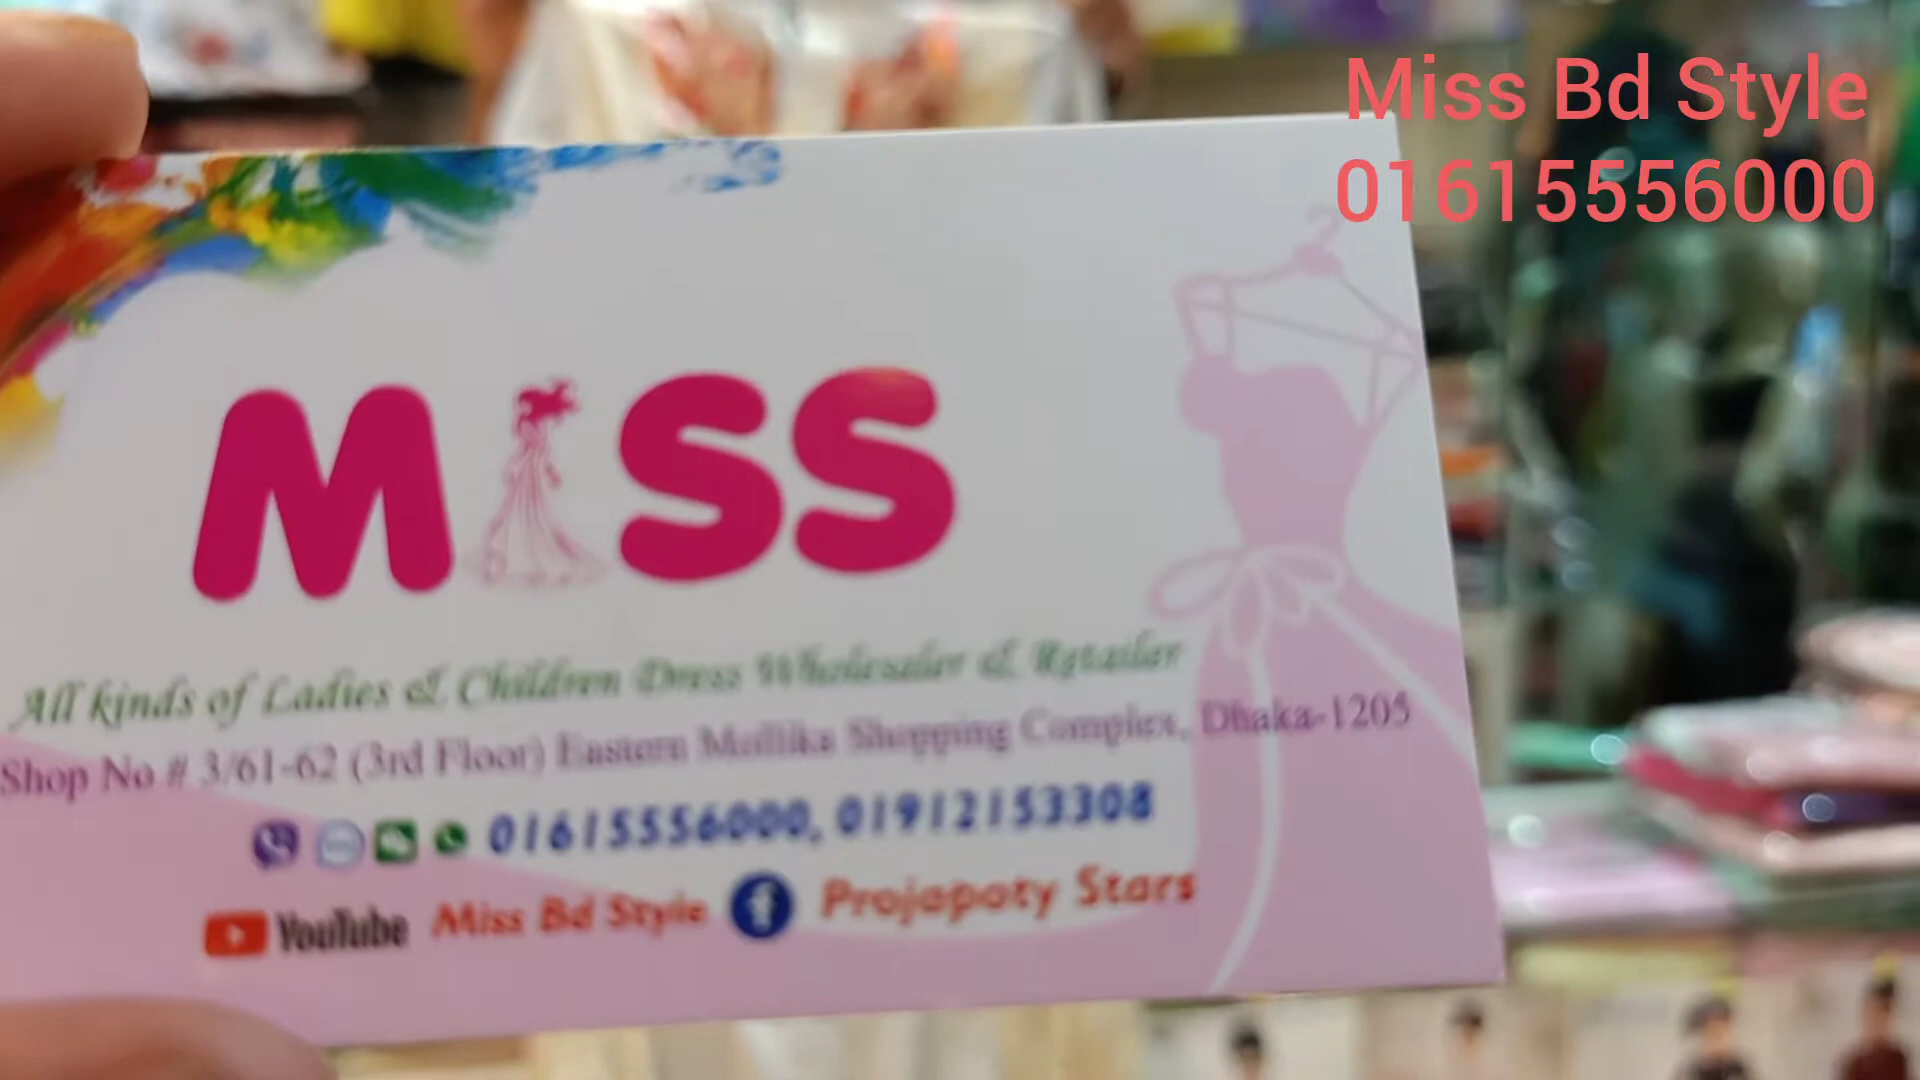 Miss Bd Style
01615556000
MISS
All kinds of Ladies & Children Dress Wholesaler & Retailer
Shop No # 3/61-62 (3rd Floor) Eastern Mollika Shopping Complex, Dhaka-1205
01615556000, 01912153308
YouTube Miss Bd Style f Projapoty Stars